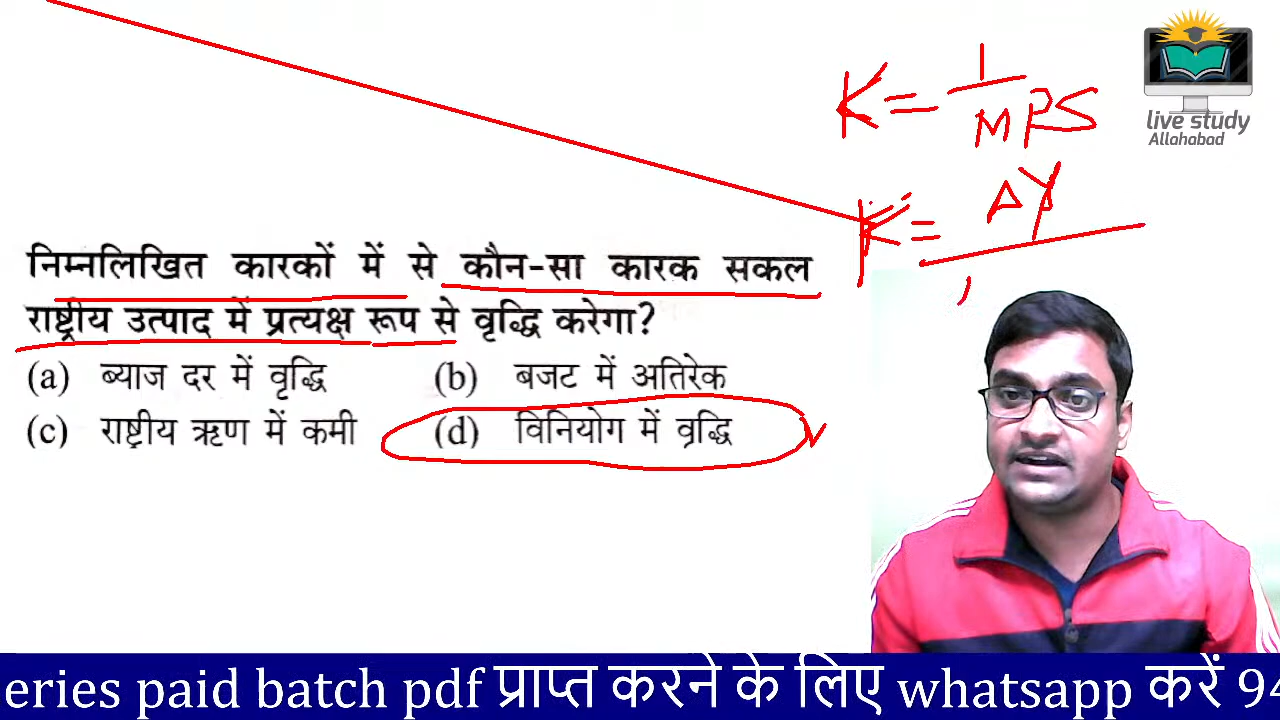 K = 1
MPS
K = ΔY
live study
Allahabad
निम्नलिखित कारकों में से कौन-सा कारक सकल
राष्ट्रीय उत्पाद में प्रत्यक्ष रूप से वृद्धि करेगा?
(a) ब्याज दर में वृद्धि (b) बजट में अतिरेक
(c) राष्ट्रीय ऋण में कमी (d) विनियोग में वृद्धि
eries paid batch pdf प्राप्त करने के लिए whatsapp करें 94